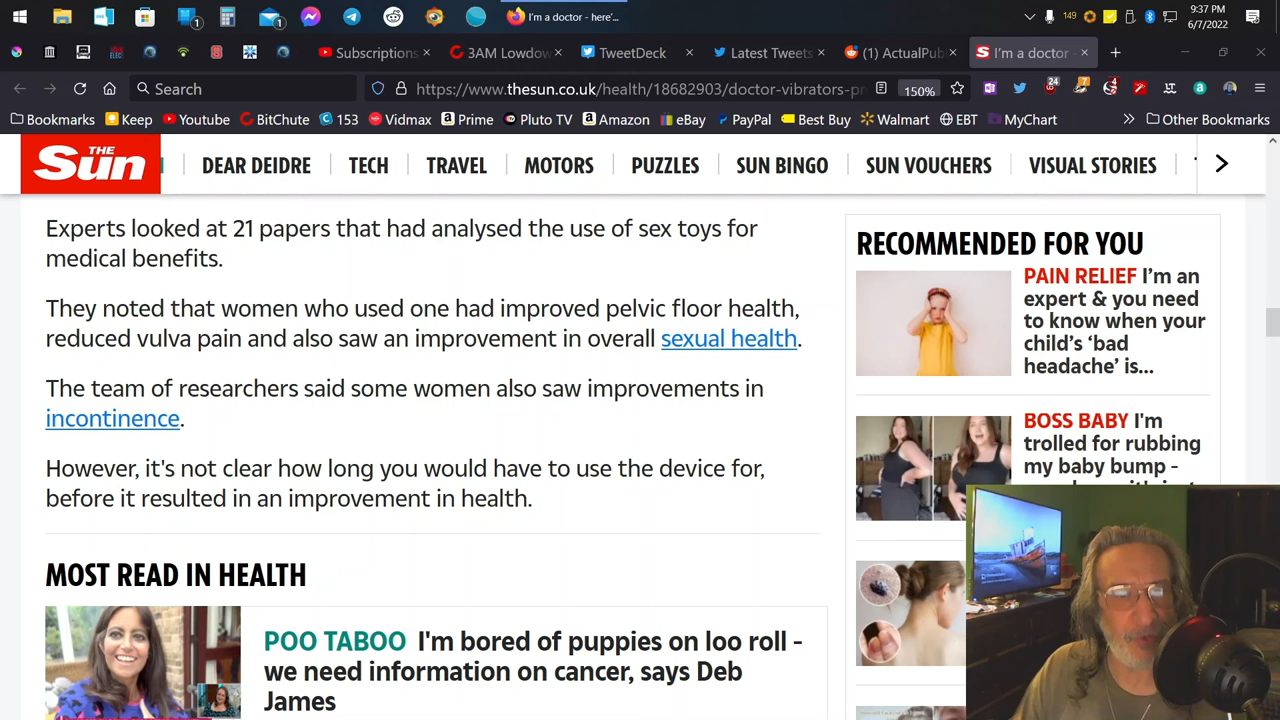 I'm a doctor - here'...
149
9:37 PM
6/7/2022
1
1
Subscriptions
3AM Lowdow
TweetDeck
Latest Tweets
(1) ActualPub
I'm a doctor -
Search
https://www.thesun.co.uk/health/18682903/doctor-vibrators-pr
150%
24
7
4
Bookmarks
Keep
Youtube
BitChute
153
Vidmax
Prime
Pluto TV
Amazon
eBay
PayPal
Best Buy
Walmart
EBT
MyChart
Other Bookmarks
THE
Sun
DEAR DEIDRE
TECH
TRAVEL
MOTORS
PUZZLES
SUN BINGO
SUN VOUCHERS
VISUAL STORIES
Experts looked at 21 papers that had analysed the use of sex toys for
medical benefits.
They noted that women who used one had improved pelvic floor health,
reduced vulva pain and also saw an improvement in overall sexual health.
The team of researchers said some women also saw improvements in
incontinence.
However, it's not clear how long you would have to use the device for,
before it resulted in an improvement in health.
MOST READ IN HEALTH
POO TABOO I'm bored of puppies on loo roll -
we need information on cancer, says Deb
James
RECOMMENDED FOR YOU
PAIN RELIEF I'm an
expert & you need
to know when your
child's 'bad
headache' is...
BOSS BABY I'm
trolled for rubbing
my baby bump -